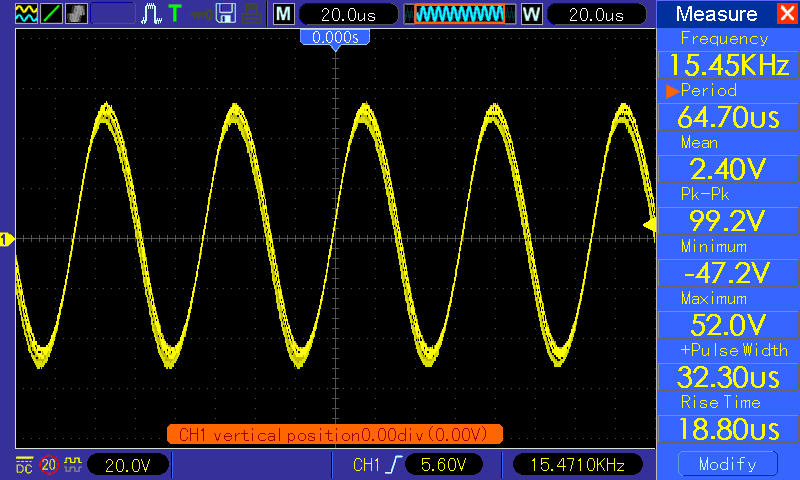 T M 20.0us W 20.0us Measure
0.000s
Frequency
15.45KHz
Period
64.70us
Mean
2.40V
Pk-Pk
99.2V
Minimum
-47.2V
Maximum
52.0V
+Pulse Width
32.30us
Rise Time
18.80us
Modify
1
CH1 vertical position0.00div(0.00V)
DC 20 20.0V CH1 5.60V 15.4710KHz